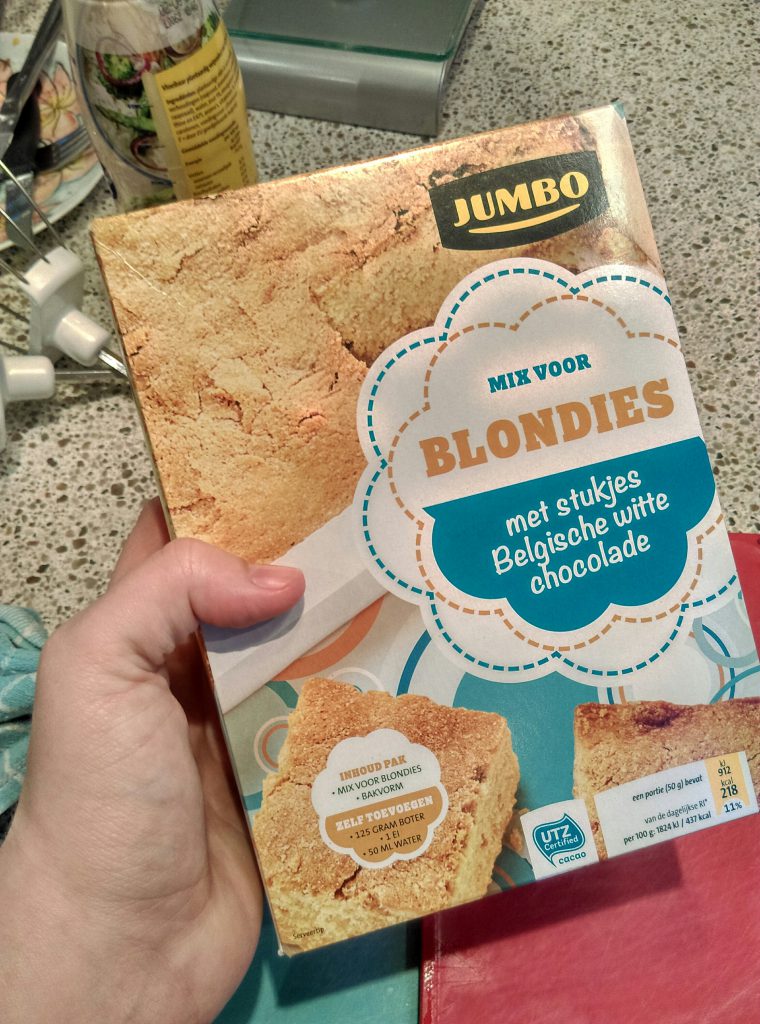 JUMBO
MIX VOOR
BLONDIES
met stukjes
Belgische witte
chocolade
INHOUD PAK
• MIX VOOR BLONDIES
• BAKVORM
ZELF TOEVOEGEN
• 125 GRAM BOTER
• 1 EI
• 50 ML WATER
Serveertip
UTZ
Certified
cacao
een portie (50 g) bevat
kJ
912
kcal
218
van de dagelijkse RI*
11%
per 100 g: 1824 kJ / 437 kcal